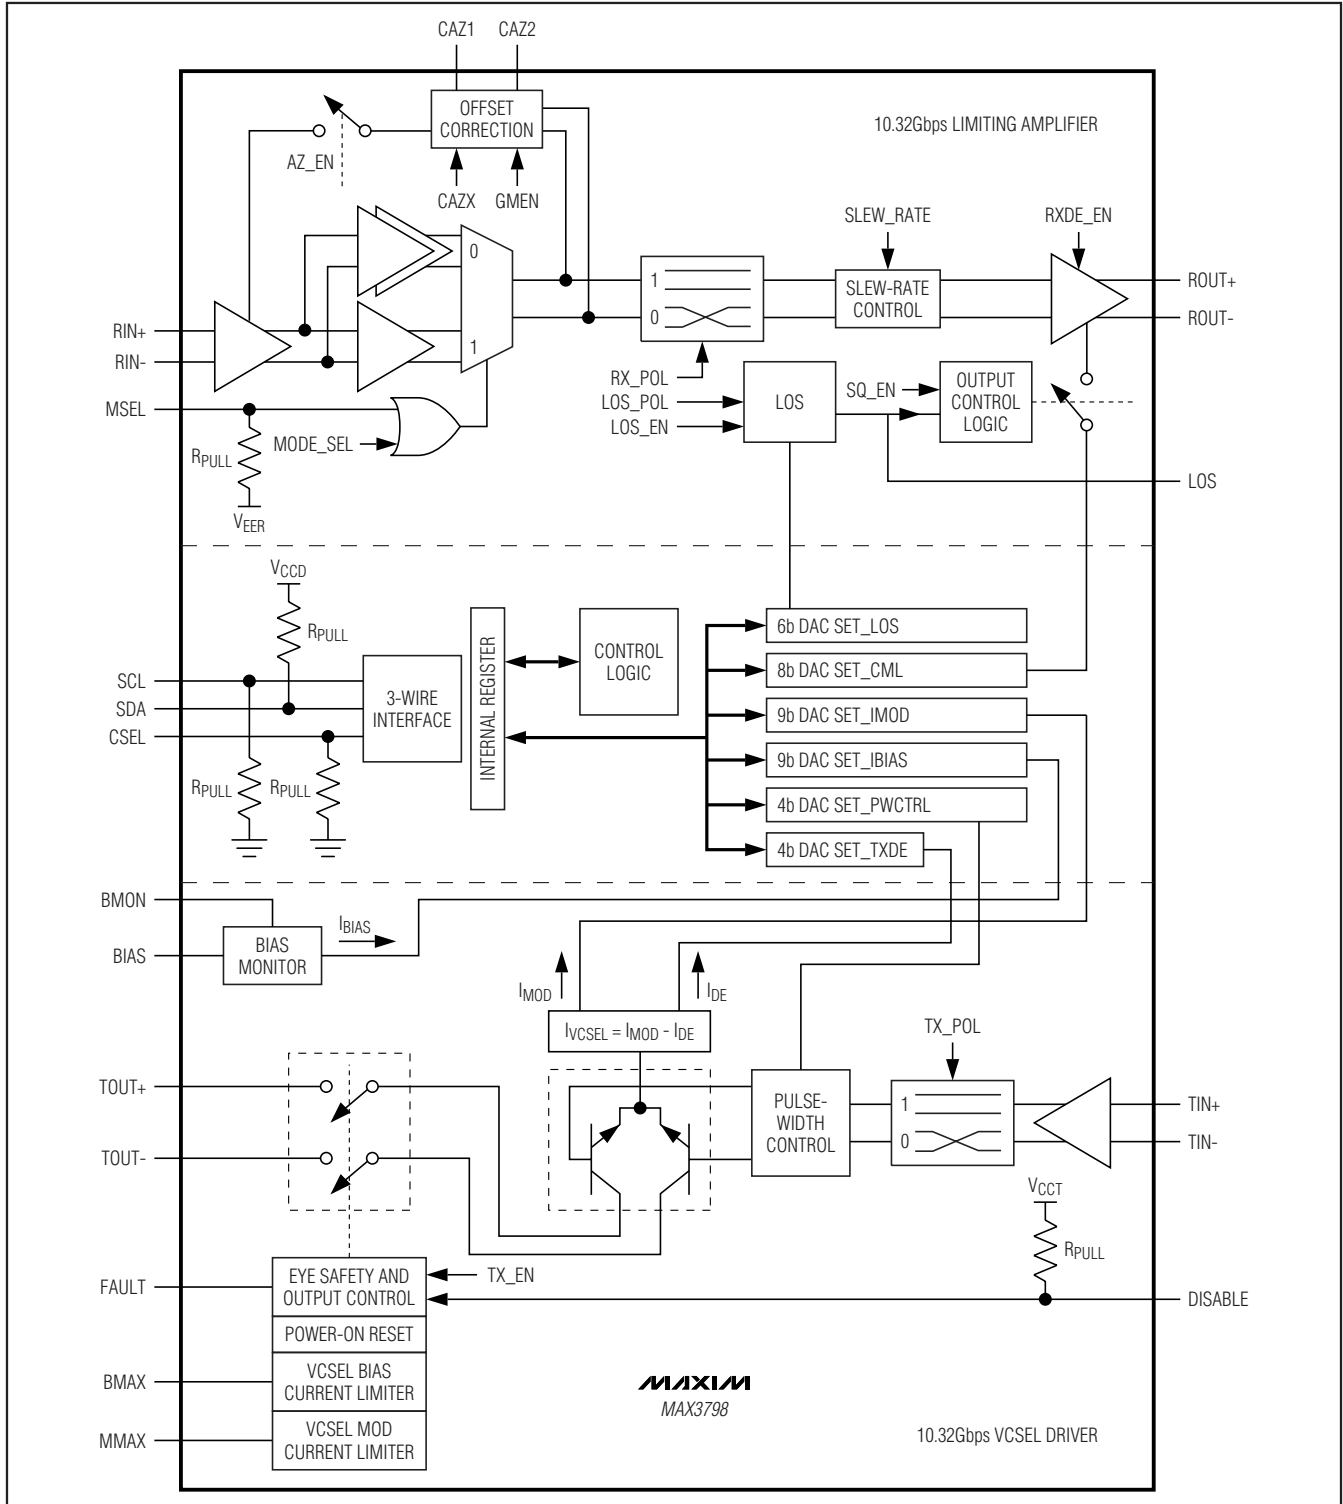 CAZ1 CAZ2
OFFSET
CORRECTION
10.32Gbps LIMITING AMPLIFIER
AZ_EN
CAZX GMEN
SLEW_RATE
RXDE_EN
0
1
1
0
SLEW-RATE
CONTROL
ROUT+
ROUT-
RIN+
RIN-
MSEL
MODE_SEL
RPULL
VEER
RX_POL
LOS_POL
LOS_EN
LOS
SQ_EN
OUTPUT
CONTROL
LOGIC
LOS
VCCD
RPULL
SCL
SDA
CSEL
3-WIRE
INTERFACE
RPULL RPULL
INTERNAL REGISTER
CONTROL
LOGIC
6b DAC SET_LOS
8b DAC SET_CML
9b DAC SET_IMOD
9b DAC SET_IBIAS
4b DAC SET_PWCTRL
4b DAC SET_TXDE
BMON
BIAS
BIAS
MONITOR
IBIAS
IMOD
IDE
IVCSEL = IMOD - IDE
TX_POL
TOUT+
TOUT-
PULSE-
WIDTH
CONTROL
1
0
TIN+
TIN-
VCCT
RPULL
FAULT
EYE SAFETY AND
OUTPUT CONTROL
TX_EN
DISABLE
POWER-ON RESET
BMAX
VCSEL BIAS
CURRENT LIMITER
MMAX
VCSEL MOD
CURRENT LIMITER
MAXIM
MAX3798
10.32Gbps VCSEL DRIVER